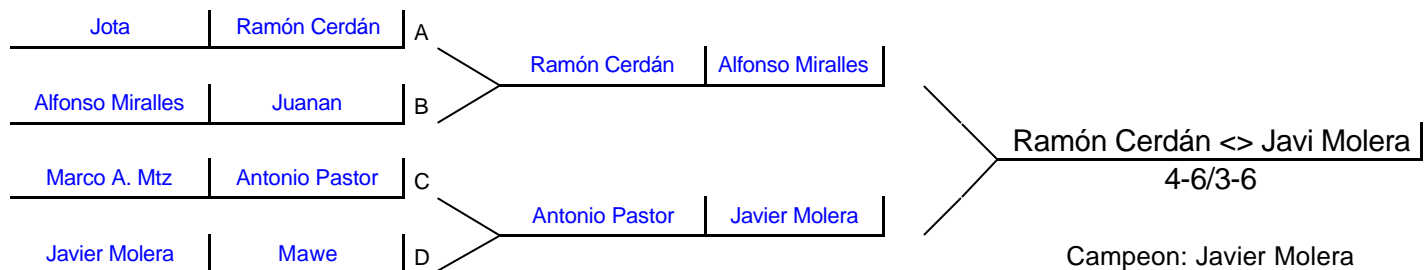 Jota Ramón Cerdán A
Ramón Cerdán Alfonso Miralles
Alfonso Miralles Juanan B
Ramón Cerdán <> Javi Molera
4-6/3-6
Marco A. Mtz Antonio Pastor C
Antonio Pastor Javier Molera
Javier Molera Mawe D
Campeon: Javier Molera